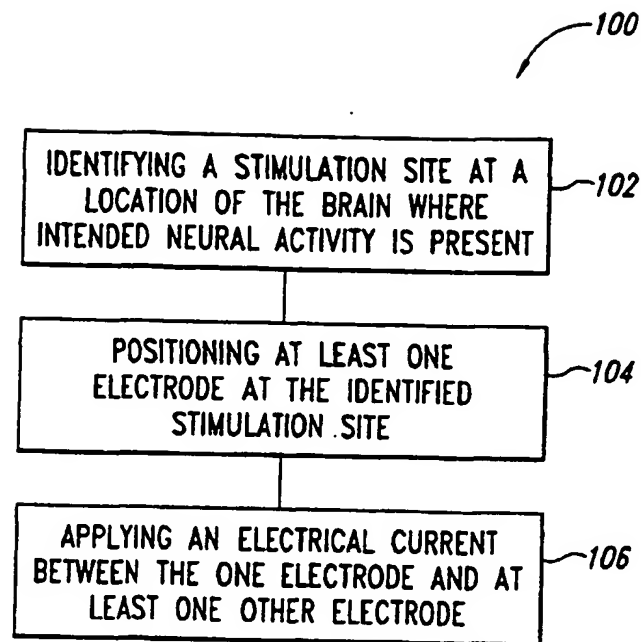 100
IDENTIFYING A STIMULATION SITE AT A
LOCATION OF THE BRAIN WHERE
INTENDED NEURAL ACTIVITY IS PRESENT
102
POSITIONING AT LEAST ONE
ELECTRODE AT THE IDENTIFIED
STIMULATION SITE
104
APPLYING AN ELECTRICAL CURRENT
BETWEEN THE ONE ELECTRODE AND AT
LEAST ONE OTHER ELECTRODE
106